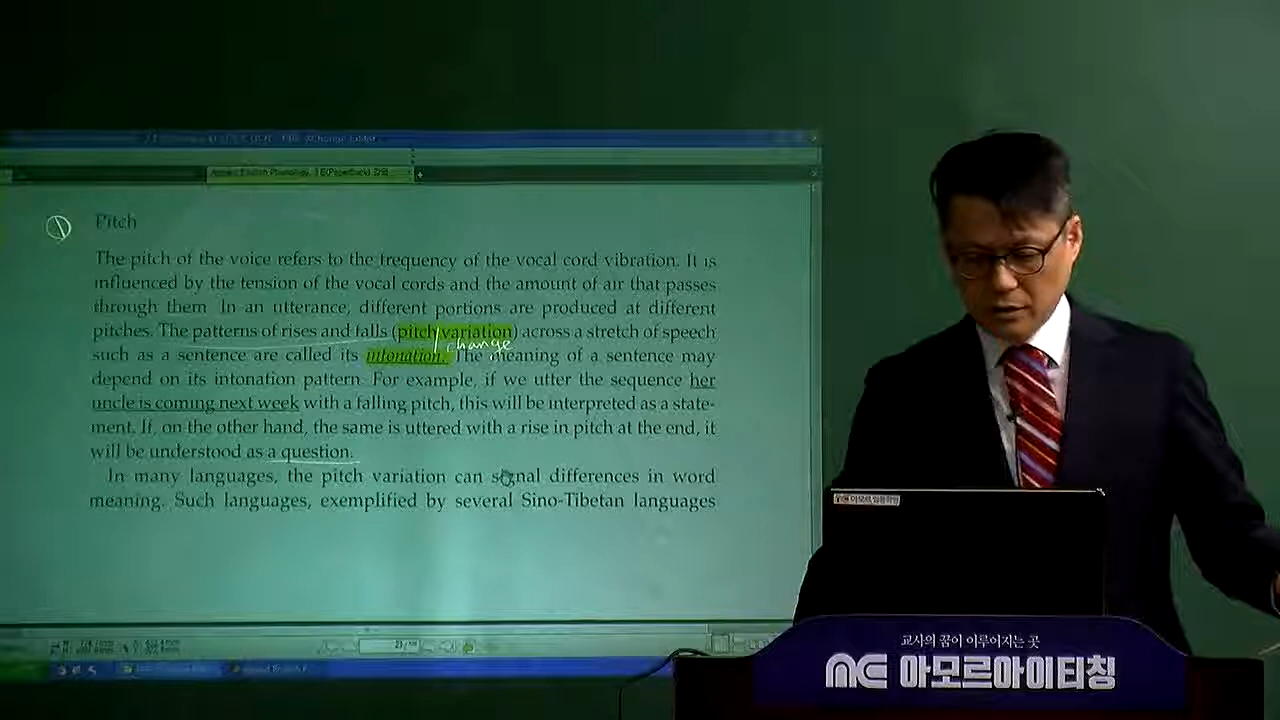 Applied English Phonology,
Pitch
The pitch of the voice refers to the frequency of the vocal cord vibration. It is
influenced by the tension of the vocal cords and the amount of air that passes
through them. In an utterance, different portions are produced at different
pitches. The patterns of rises and falls (pitch variation) across a stretch of speech
change
such as a sentence are called its intonation. The meaning of a sentence may
depend on its intonation pattern. For example, if we utter the sequence her
uncle is coming next week with a falling pitch, this will be interpreted as a state-
ment. If, on the other hand, the same is uttered with a rise in pitch at the end, it
will be understood as a question.
In many languages, the pitch variation can signal differences in word
meaning. Such languages, exemplified by several Sino-Tibetan languages
교사의 꿈이 이루어지는 곳
아모르아이티칭